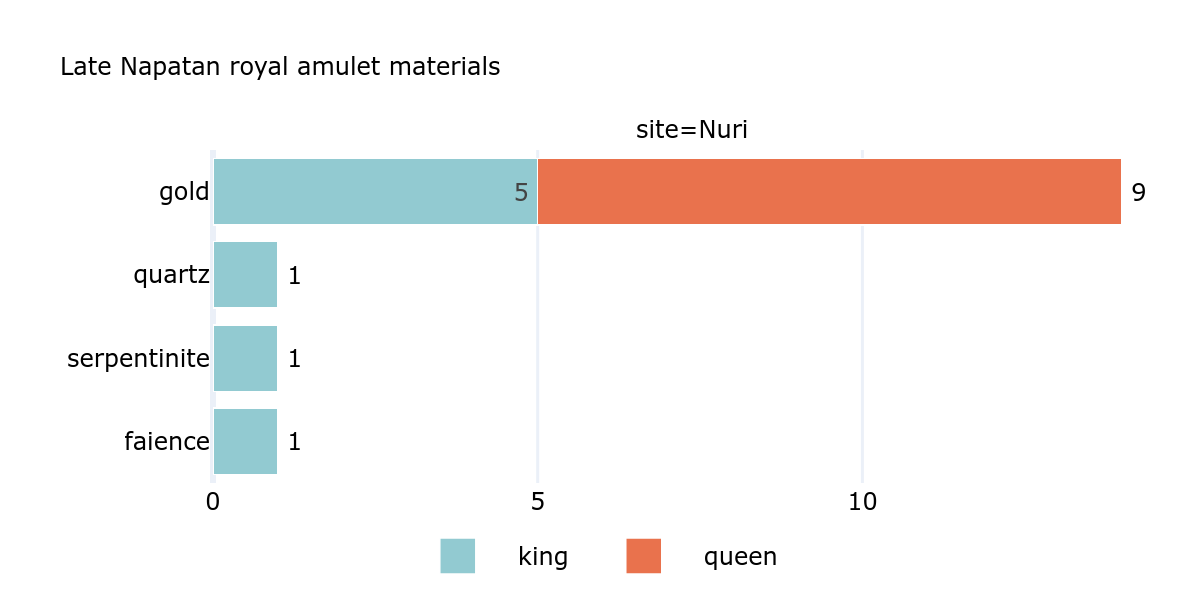 Late Napatan royal amulet materials
site=Nuri
gold 5 9
quartz 1
serpentinite 1
faience 1
0 5 10
king queen